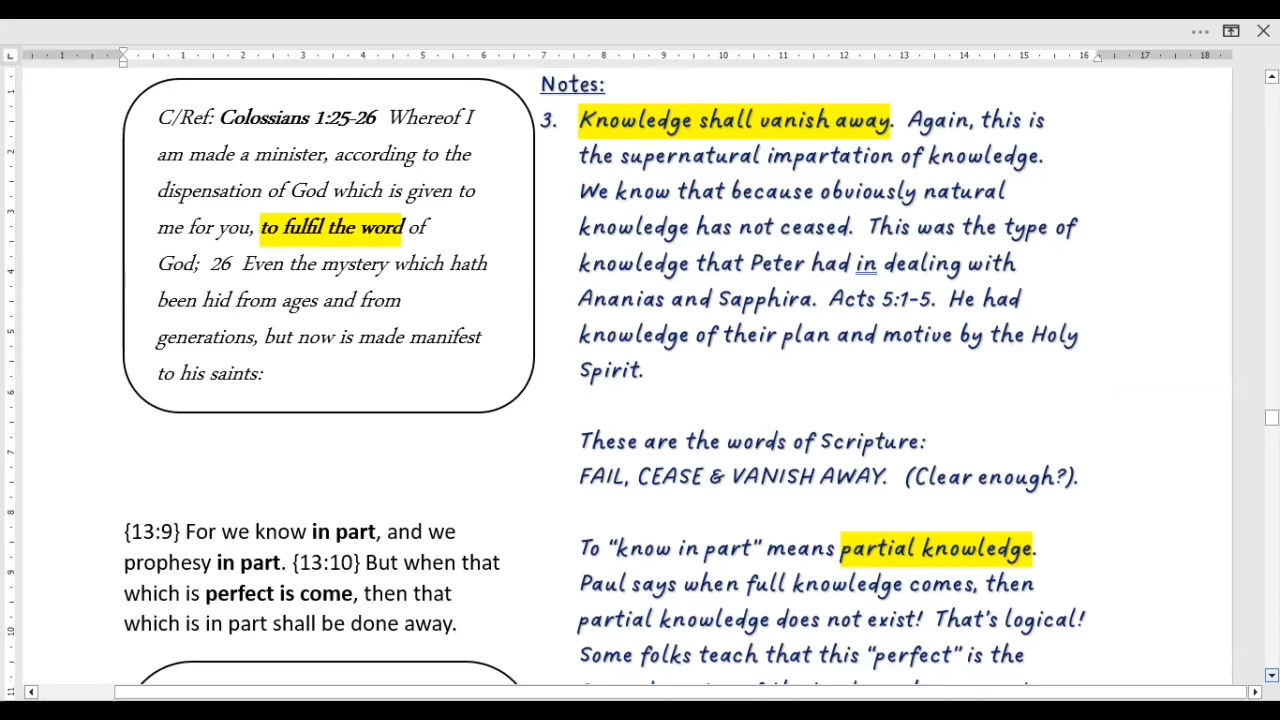 C/Ref: Colossians 1:25-26 Whereof I
am made a minister, according to the
dispensation of God which is given to
me for you, to fulfil the word of
God; 26 Even the mystery which hath
been hid from ages and from
generations, but now is made manifest
to his saints:
{13:9} For we know in part, and we
prophesy in part. {13:10} But when that
which is perfect is come, then that
which is in part shall be done away.
Notes:
3. Knowledge shall vanish away. Again, this is
the supernatural impartation of knowledge.
We know that because obviously natural
knowledge has not ceased. This was the type of
knowledge that Peter had in dealing with
Ananias and Sapphira. Acts 5:1-5. He had
knowledge of their plan and motive by the Holy
Spirit.
These are the words of Scripture:
FAIL, CEASE & VANISH AWAY. (Clear enough?).
To "know in part" means partial knowledge.
Paul says when full knowledge comes, then
partial knowledge does not exist! That's logical!
Some folks teach that this "perfect" is the